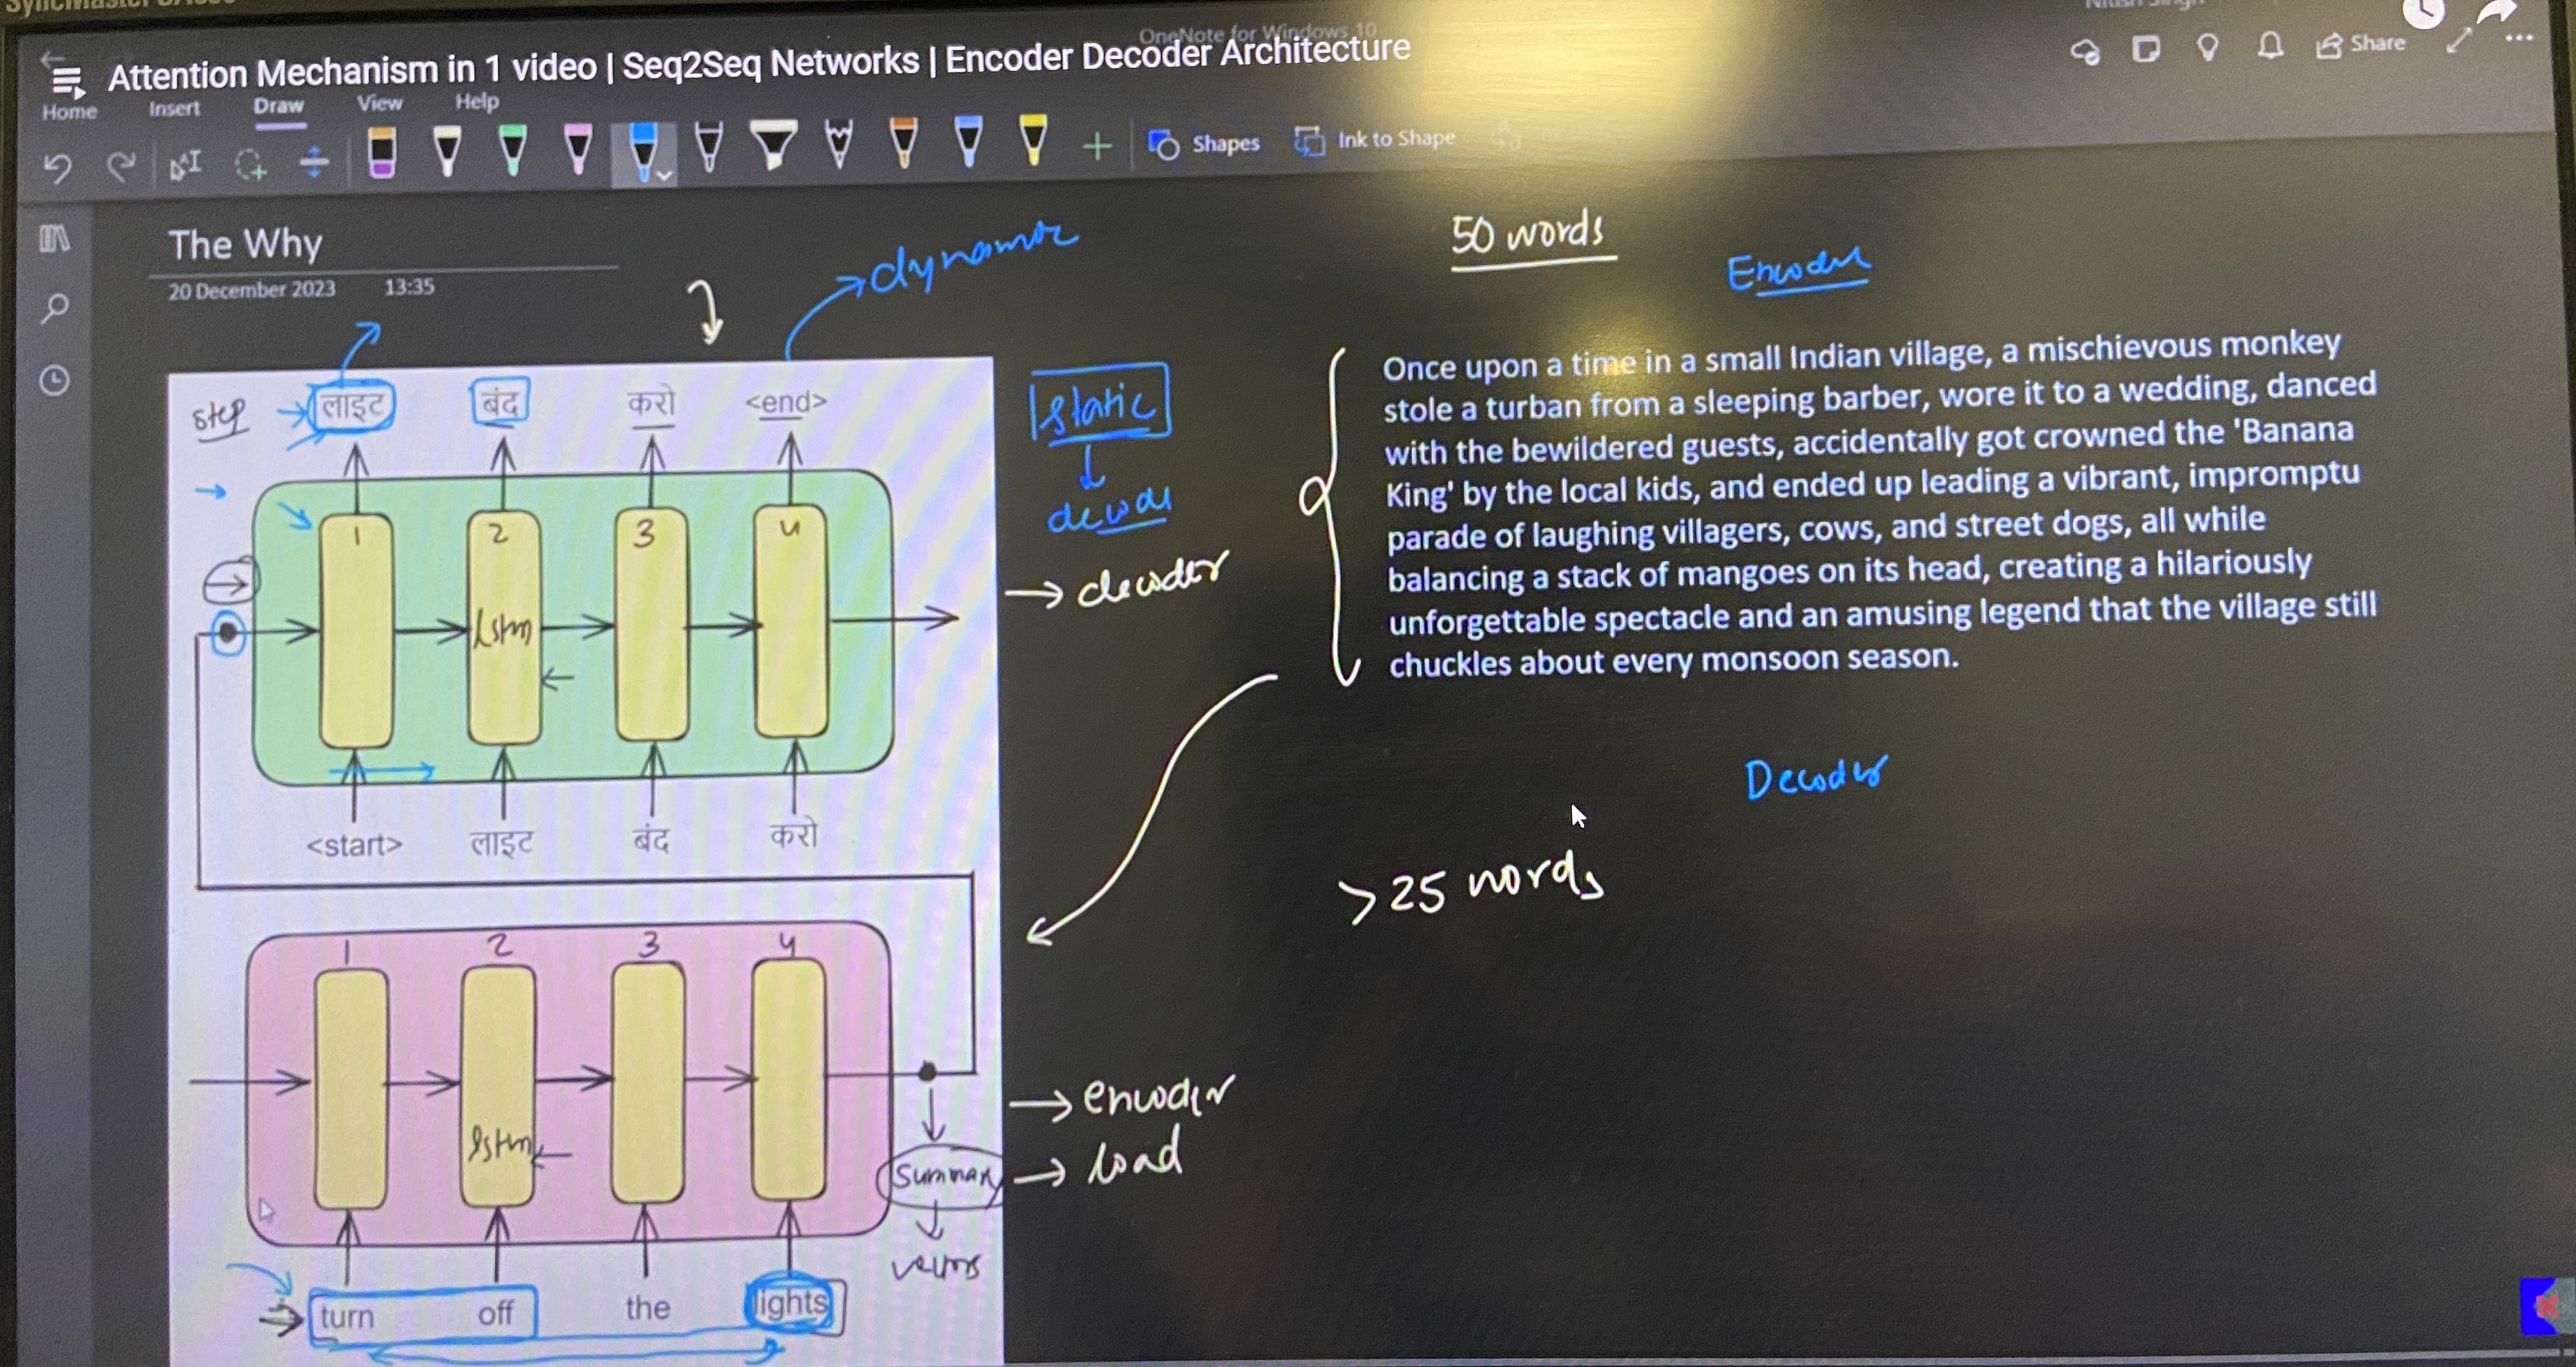 OneNote for Windows 10
Attention Mechanism in 1 video | Seq2Seq Networks | Encoder Decoder Architecture
Share
Home Insert Draw View Help
Shapes Ink to Shape
The Why
20 December 2023 13:35
dynamic
50 words
Encoder
step
लाइट बंद करो <end>
static
1 2 3 4
lstm
decoder
<start> लाइट बंद करो
Once upon a time in a small Indian village, a mischievous monkey
stole a turban from a sleeping barber, wore it to a wedding, danced
with the bewildered guests, accidentally got crowned the 'Banana
King' by the local kids, and ended up leading a vibrant, impromptu
parade of laughing villagers, cows, and street dogs, all while
balancing a stack of mangoes on its head, creating a hilariously
unforgettable spectacle and an amusing legend that the village still
chuckles about every monsoon season.
Decoder
>25 words
1 2 3 4
lstm
encoder
summary → load
turn off the lights